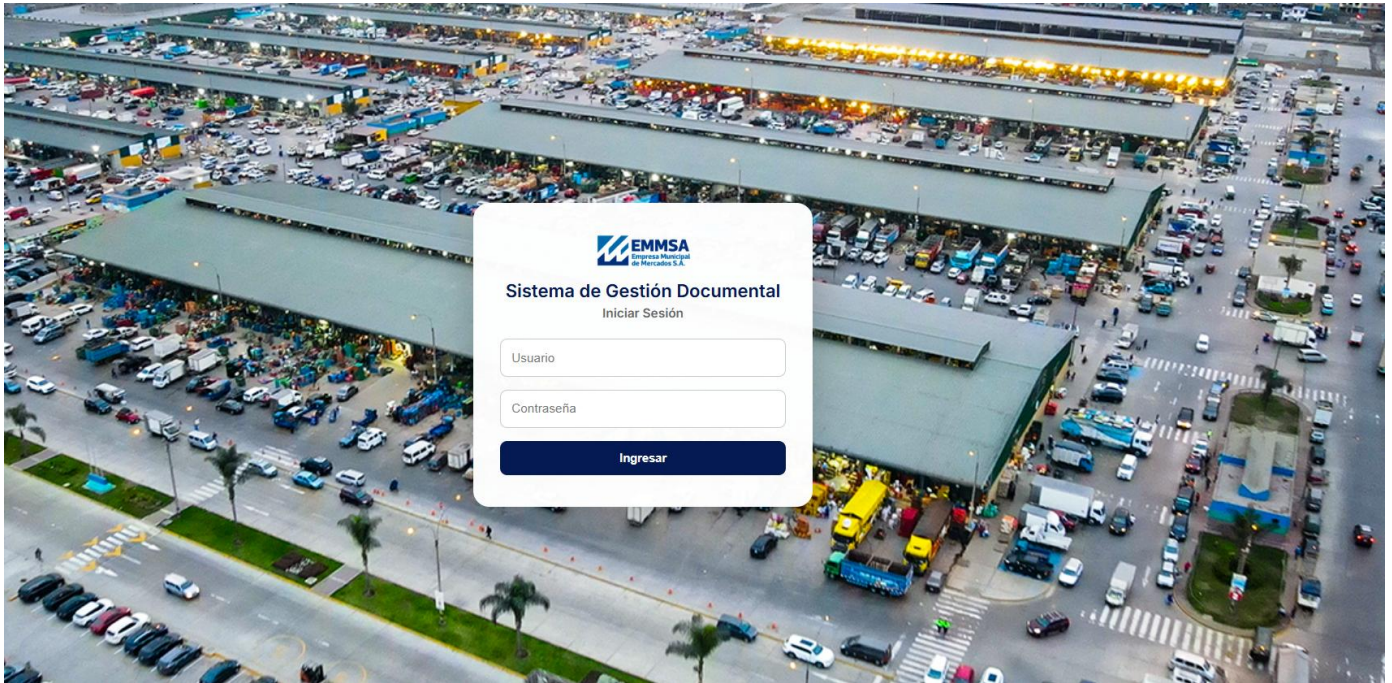 EMMSA
Empresa Municipal
de Mercados S.A.
Sistema de Gestión Documental
Iniciar Sesión
Usuario
Contraseña
Ingresar